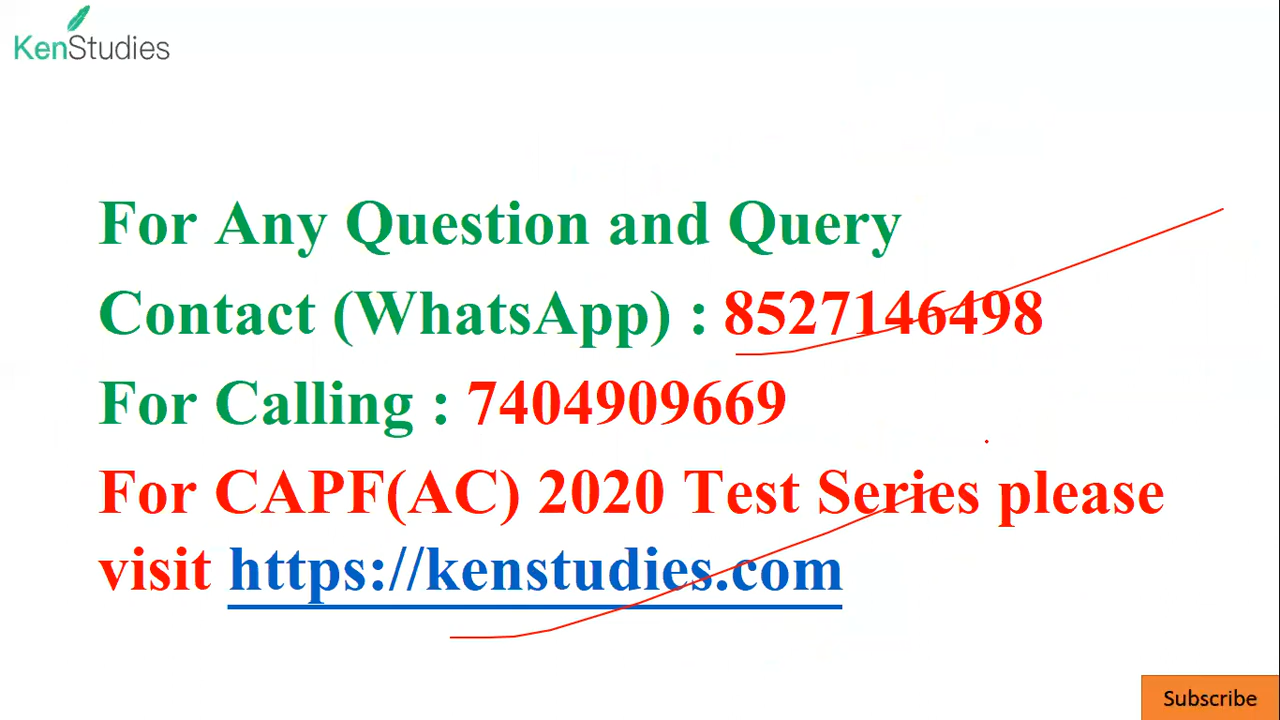 KenStudies
For Any Question and Query
Contact (WhatsApp) : 8527146498
For Calling : 7404909669
For CAPF(AC) 2020 Test Series please
visit https://kenstudies.com
Subscribe